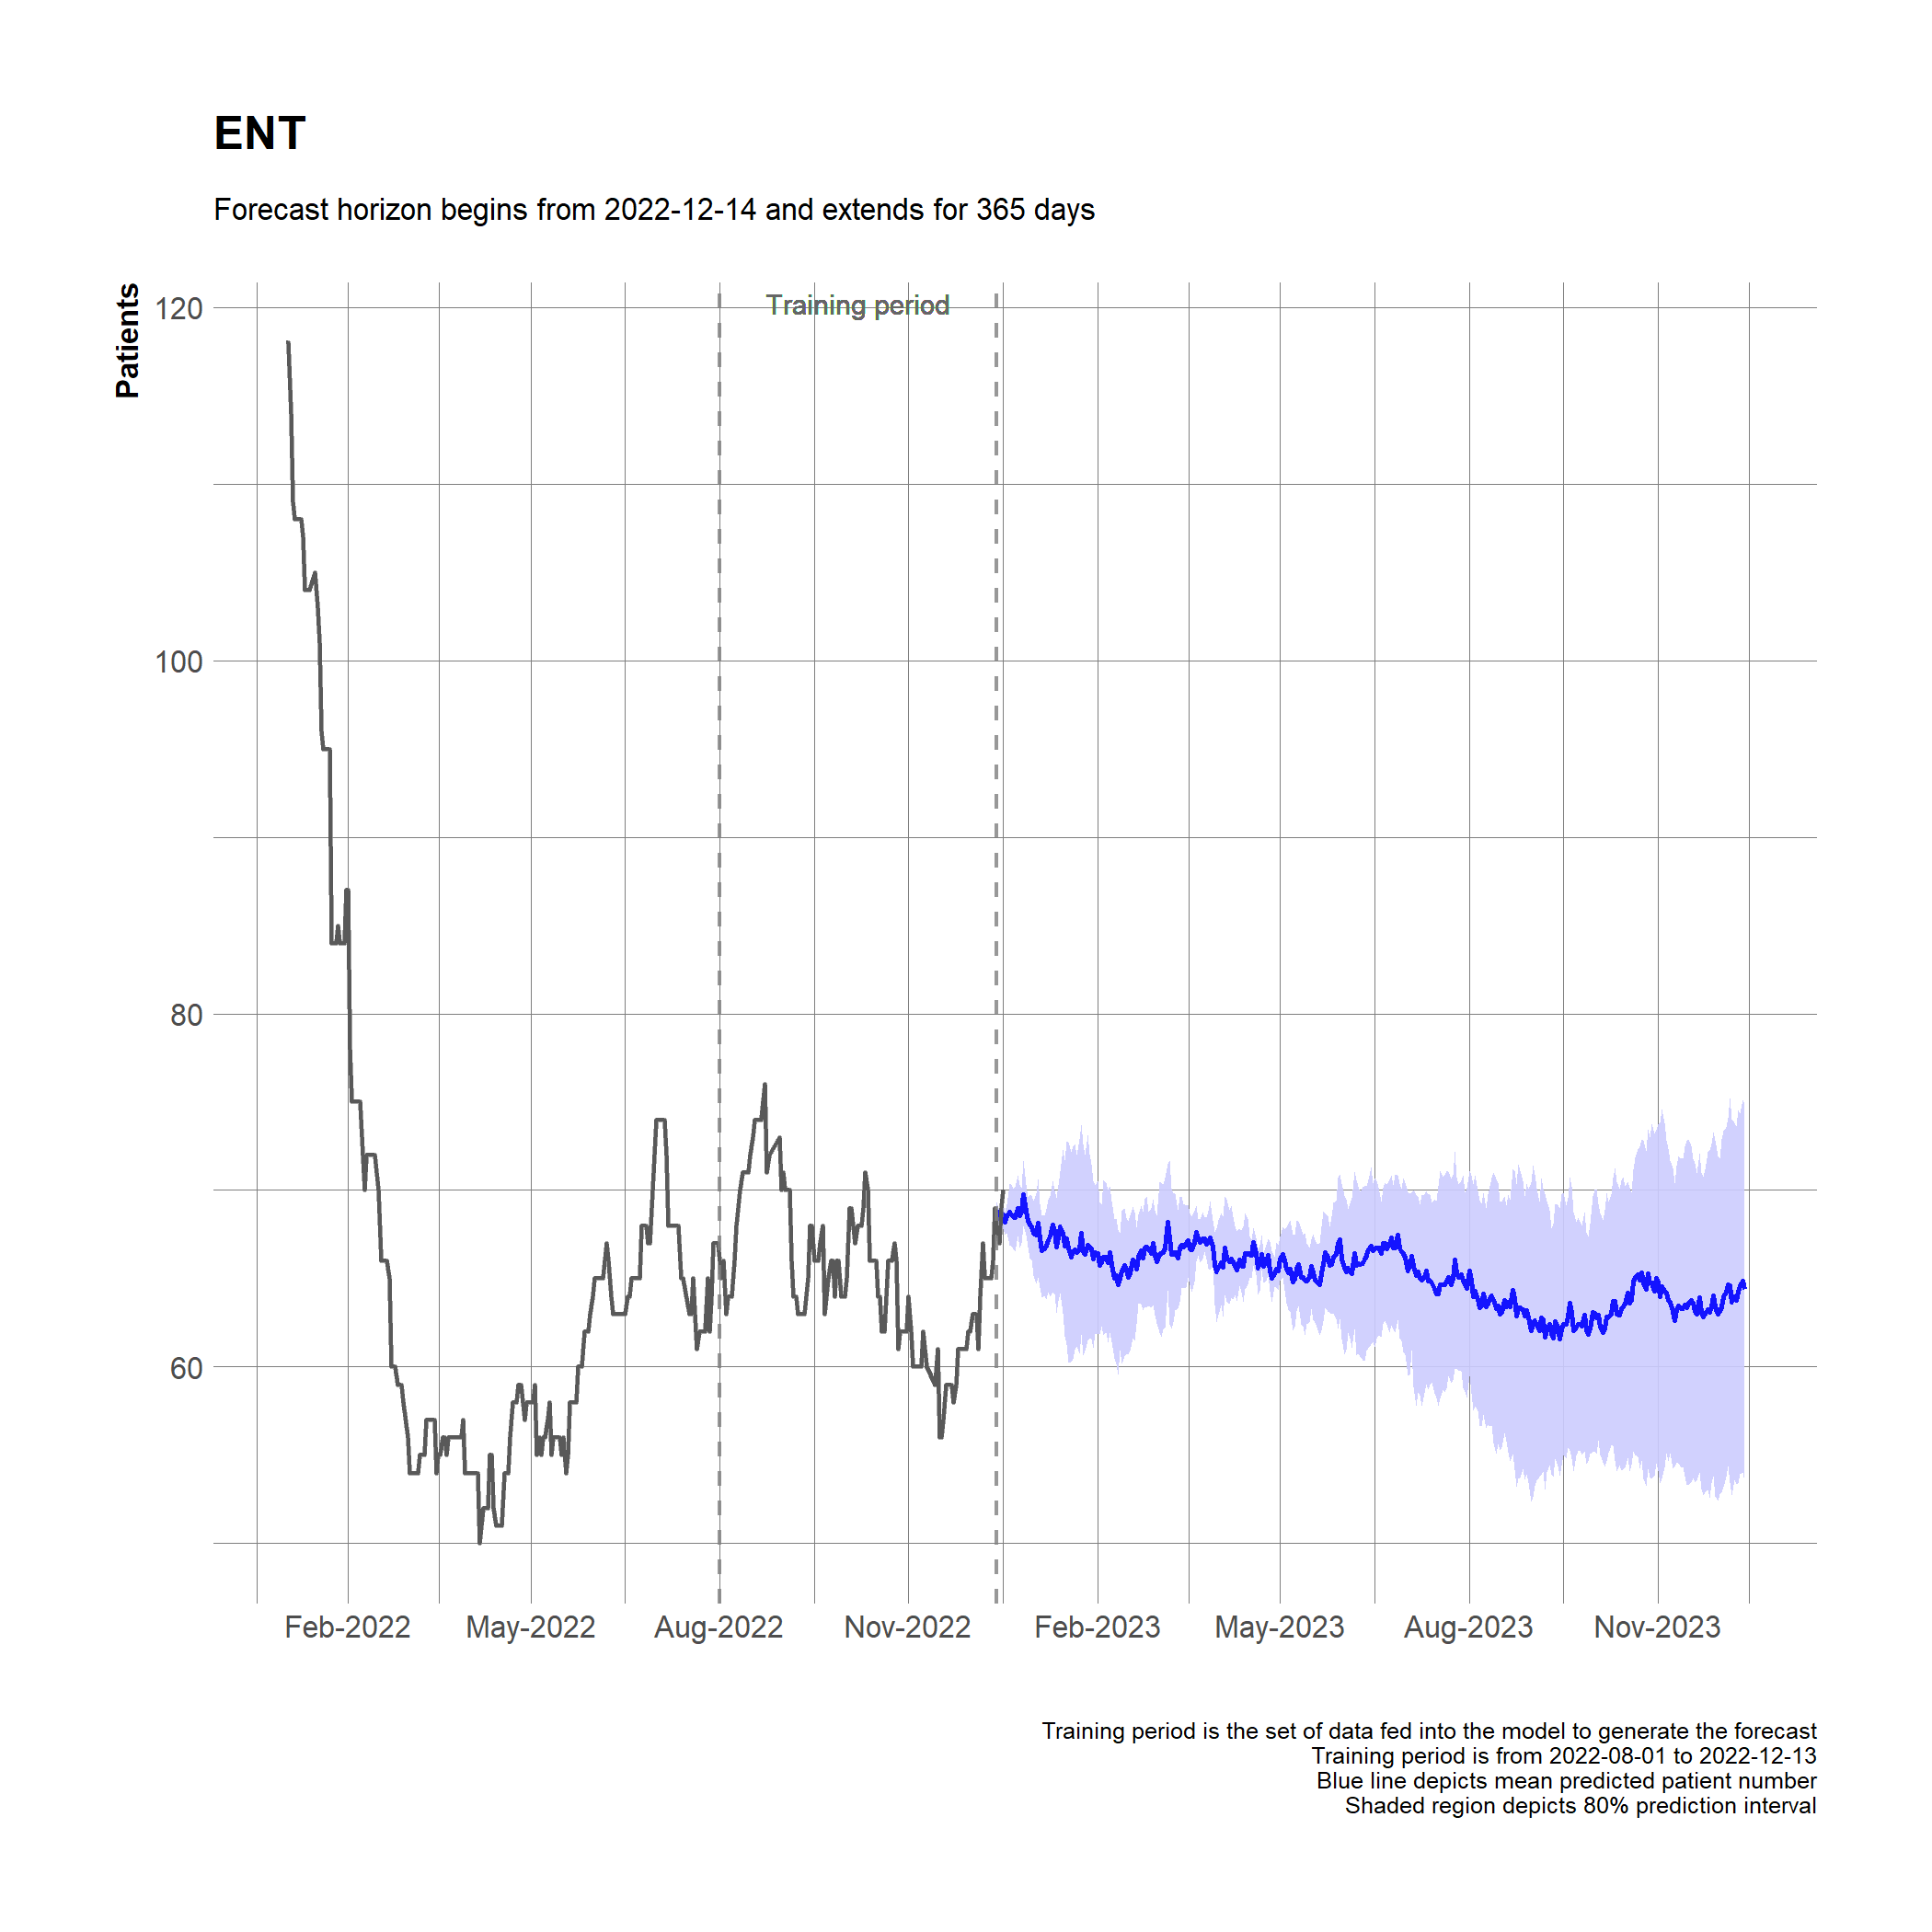 ENT
Forecast horizon begins from 2022-12-14 and extends for 365 days
Patients
Training period
120
100
80
60
Feb-2022 May-2022 Aug-2022 Nov-2022 Feb-2023 May-2023 Aug-2023 Nov-2023
Training period is the set of data fed into the model to generate the forecast
Training period is from 2022-08-01 to 2022-12-13
Blue line depicts mean predicted patient number
Shaded region depicts 80% prediction interval